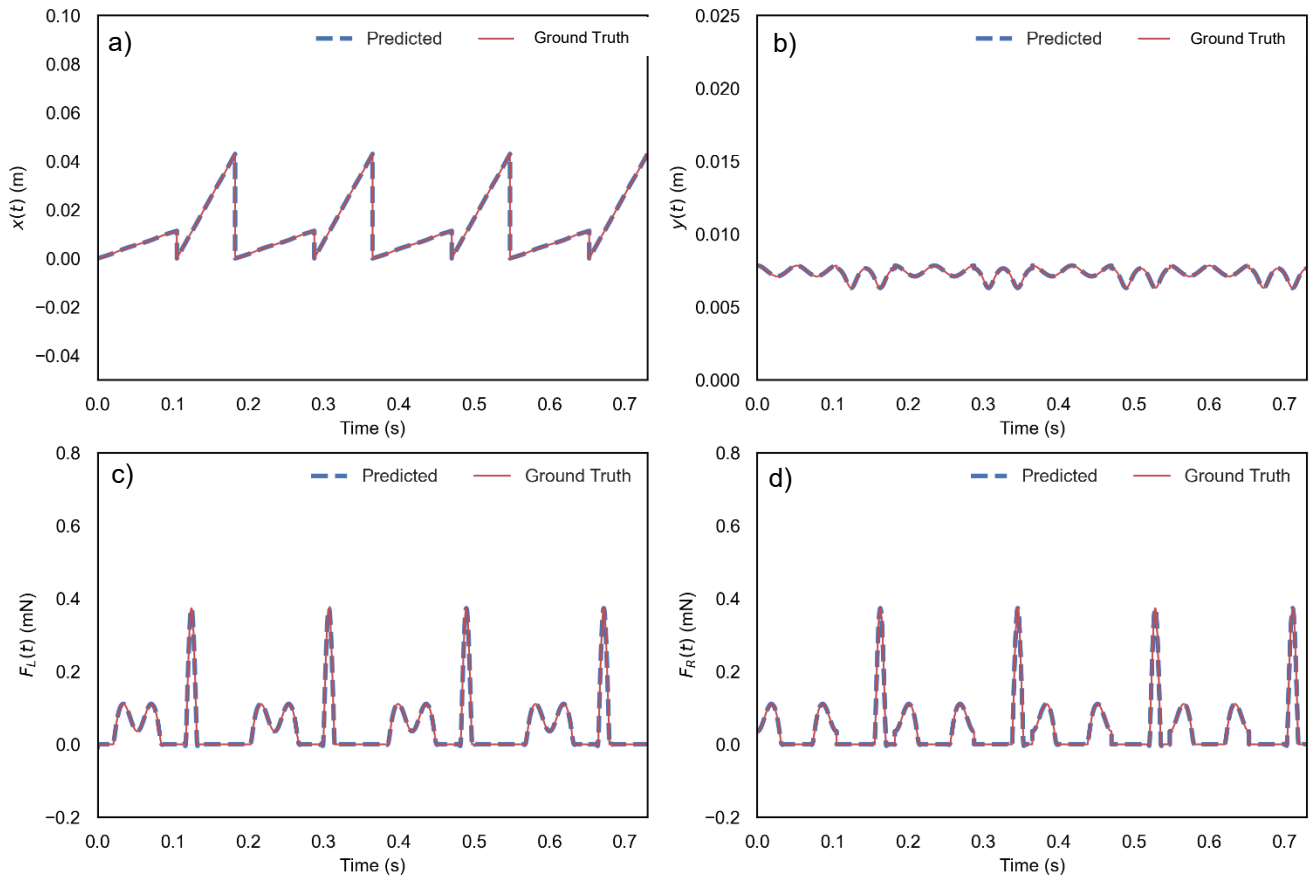 a)
Predicted Ground Truth
0.10
0.08
0.06
0.04
0.02
0.00
−0.02
−0.04
x(t) (m)
0.0 0.1 0.2 0.3 0.4 0.5 0.6 0.7
Time (s)
b)
Predicted Ground Truth
0.025
0.020
0.015
0.010
0.005
0.000
y(t) (m)
0.0 0.1 0.2 0.3 0.4 0.5 0.6 0.7
Time (s)
c)
Predicted Ground Truth
0.8
0.6
0.4
0.2
0.0
−0.2
F_L(t) (mN)
0.0 0.1 0.2 0.3 0.4 0.5 0.6 0.7
Time (s)
d)
Predicted Ground Truth
0.8
0.6
0.4
0.2
0.0
−0.2
F_R(t) (mN)
0.0 0.1 0.2 0.3 0.4 0.5 0.6 0.7
Time (s)